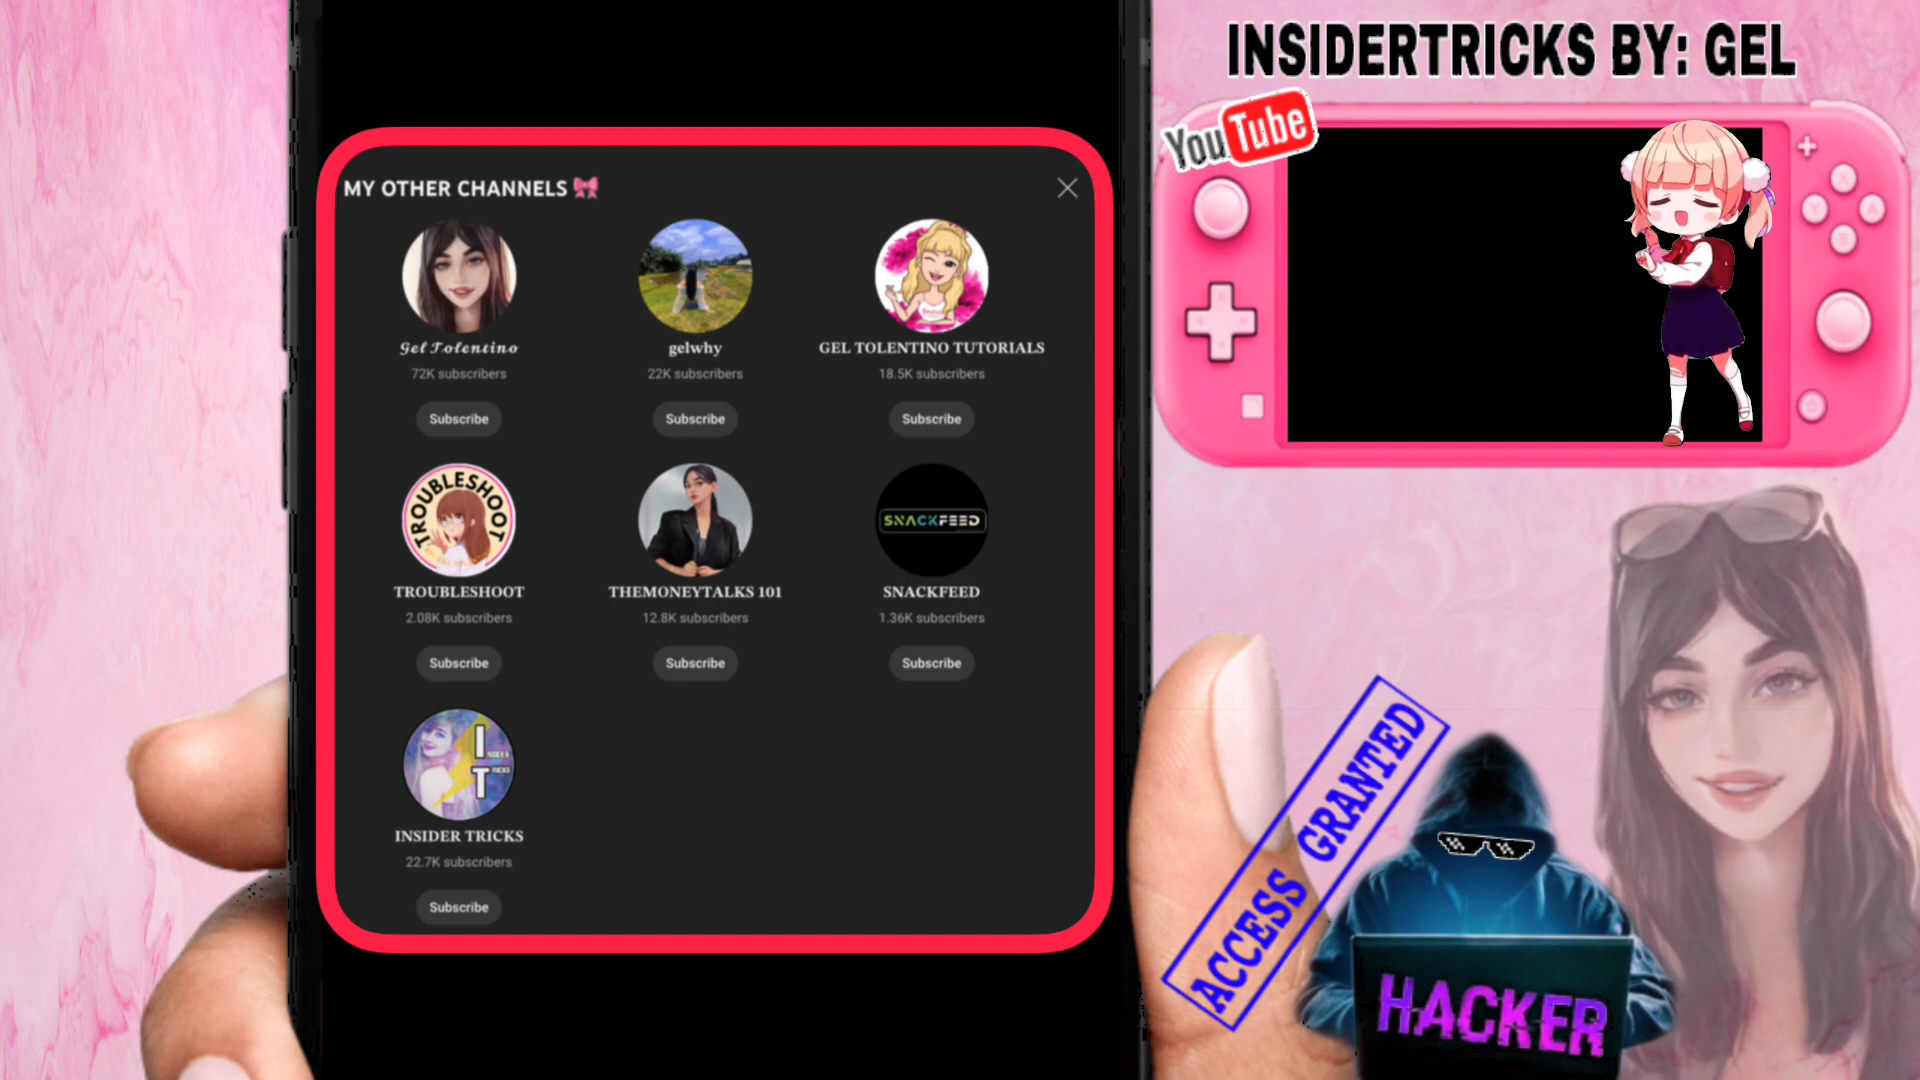 INSIDERTRICKS BY: GEL
YouTube
MY OTHER CHANNELS
Gel Tolentino
72K subscribers
Subscribe
gelwhy
22K subscribers
Subscribe
GEL TOLENTINO TUTORIALS
18.5K subscribers
Subscribe
TROUBLESHOOT
TROUBLESHOOT
2.08K subscribers
Subscribe
THEMONEYTALKS 101
12.8K subscribers
Subscribe
SNACKFEED
SNACKFEED
1.36K subscribers
Subscribe
I
T
INSIDER TRICKS
22.7K subscribers
Subscribe
ACCESS GRANTED
HACKER
X
Y
A